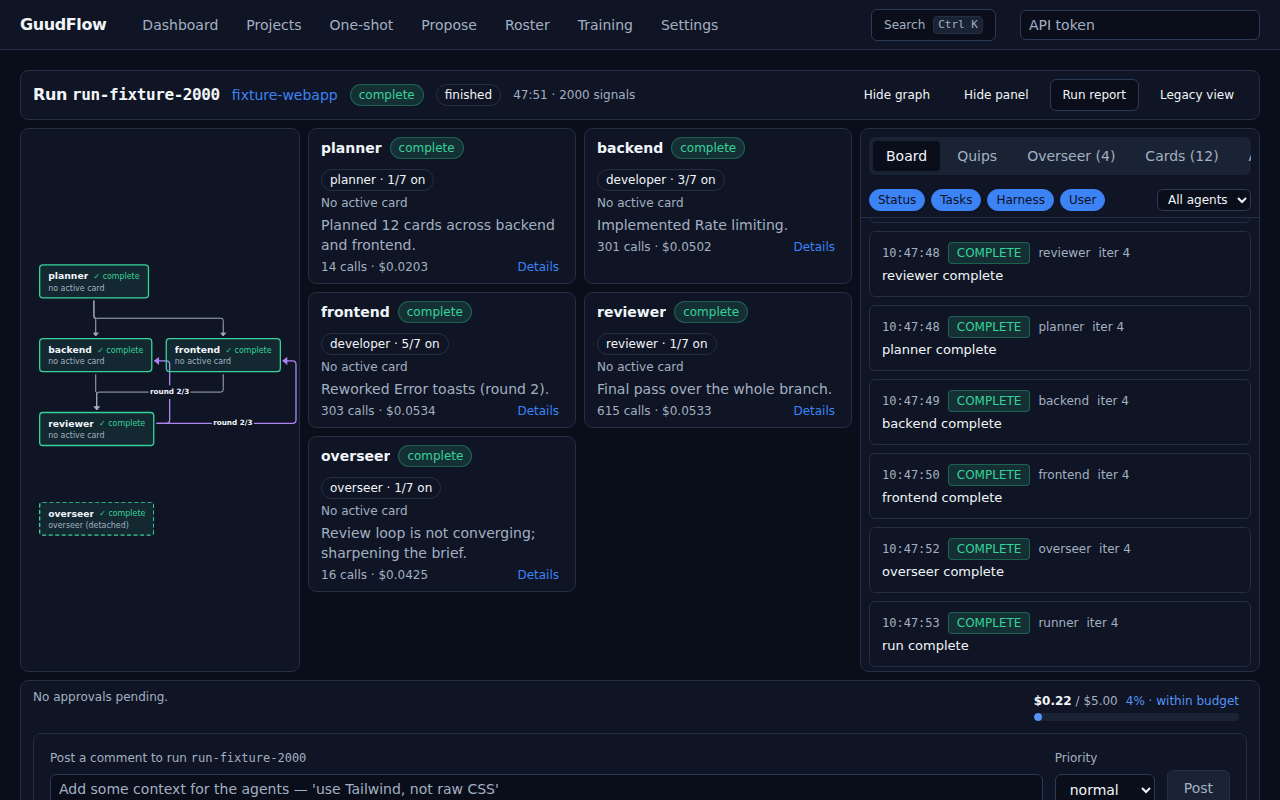 GuudFlow
Dashboard
Projects
One-shot
Propose
Roster
Training
Settings
Search Ctrl K
API token
Run run-fixture-2000
fixture-webapp
complete
finished
47:51 · 2000 signals
Hide graph
Hide panel
Run report
Legacy view
planner ✓ complete
no active card
backend ✓ complete
no active card
frontend ✓ complete
no active card
round 2/3
reviewer ✓ complete
no active card
round 2/3
overseer ✓ complete
overseer (detached)
planner complete
planner · 1/7 on
No active card
Planned 12 cards across backend
and frontend.
14 calls · $0.0203
Details
backend complete
developer · 3/7 on
No active card
Implemented Rate limiting.
301 calls · $0.0502
Details
frontend complete
developer · 5/7 on
No active card
Reworked Error toasts (round 2).
303 calls · $0.0534
Details
reviewer complete
reviewer · 1/7 on
No active card
Final pass over the whole branch.
615 calls · $0.0533
Details
overseer complete
overseer · 1/7 on
No active card
Review loop is not converging;
sharpening the brief.
16 calls · $0.0425
Details
Board
Quips
Overseer (4)
Cards (12)
Status
Tasks
Harness
User
All agents
10:47:48 COMPLETE reviewer iter 4
reviewer complete
10:47:48 COMPLETE planner iter 4
planner complete
10:47:49 COMPLETE backend iter 4
backend complete
10:47:50 COMPLETE frontend iter 4
frontend complete
10:47:52 COMPLETE overseer iter 4
overseer complete
10:47:53 COMPLETE runner iter 4
run complete
No approvals pending.
$0.22 / $5.00 4% · within budget
Post a comment to run run-fixture-2000
Priority
Add some context for the agents — 'use Tailwind, not raw CSS'
normal
Post